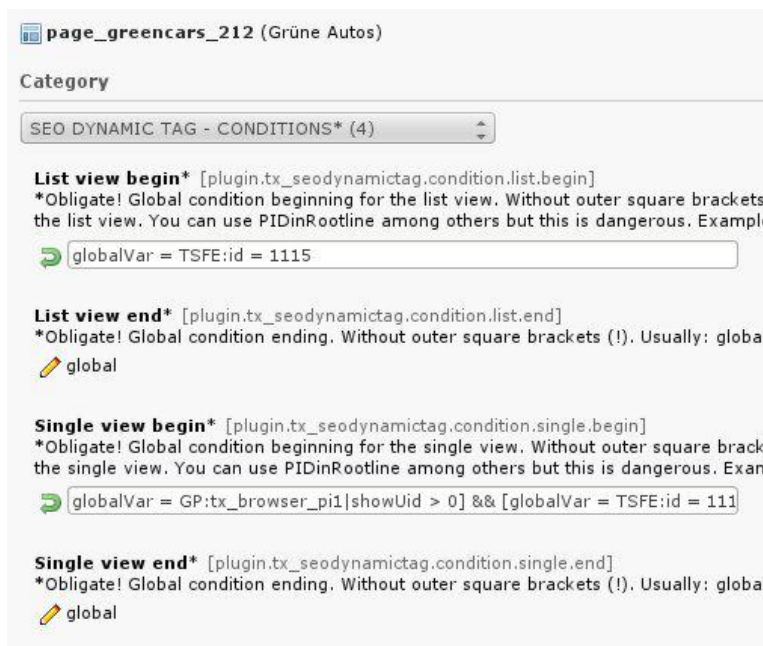 page_greencars_212 (Grüne Autos)
Category
SEO DYNAMIC TAG - CONDITIONS* (4)
List view begin* [plugin.tx_seodynamictag.condition.list.begin]
*Obligate! Global condition beginning for the list view. Without outer square brackets
the list view. You can use PIDinRootline among others but this is dangerous. Exampl
globalVar = TSFE:id = 1115
List view end* [plugin.tx_seodynamictag.condition.list.end]
*Obligate! Global condition ending. Without outer square brackets (!). Usually: globa
global
Single view begin* [plugin.tx_seodynamictag.condition.single.begin]
*Obligate! Global condition beginning for the single view. Without outer square brack
the single view. You can use PIDinRootline among others but this is dangerous. Exan
globalVar = GP:tx_browser_pi1|showUid > 0] && [globalVar = TSFE:id = 111
Single view end* [plugin.tx_seodynamictag.condition.single.end]
*Obligate! Global condition ending. Without outer square brackets (!). Usually: globa
global